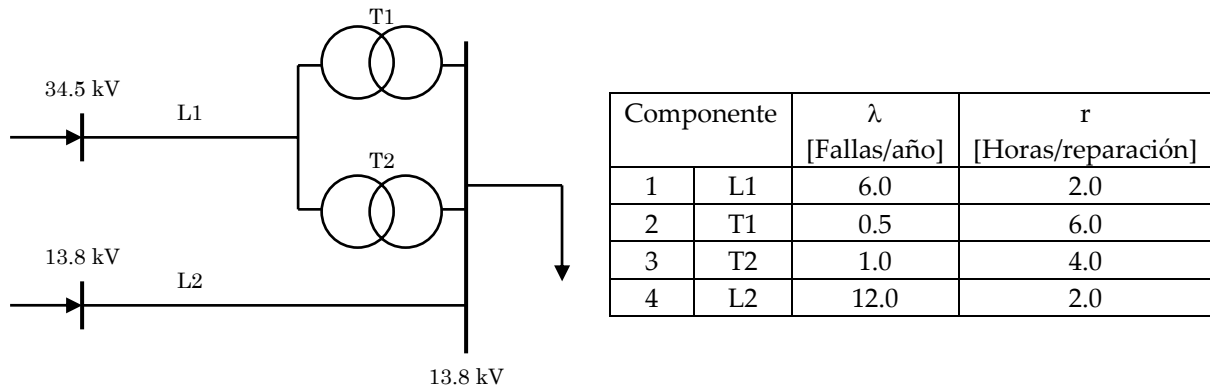 T1
34.5 kV
L1
T2
13.8 kV
L2
13.8 kV
Componente λ r
[Fallas/año] [Horas/reparación]
1 L1 6.0 2.0
2 T1 0.5 6.0
3 T2 1.0 4.0
4 L2 12.0 2.0